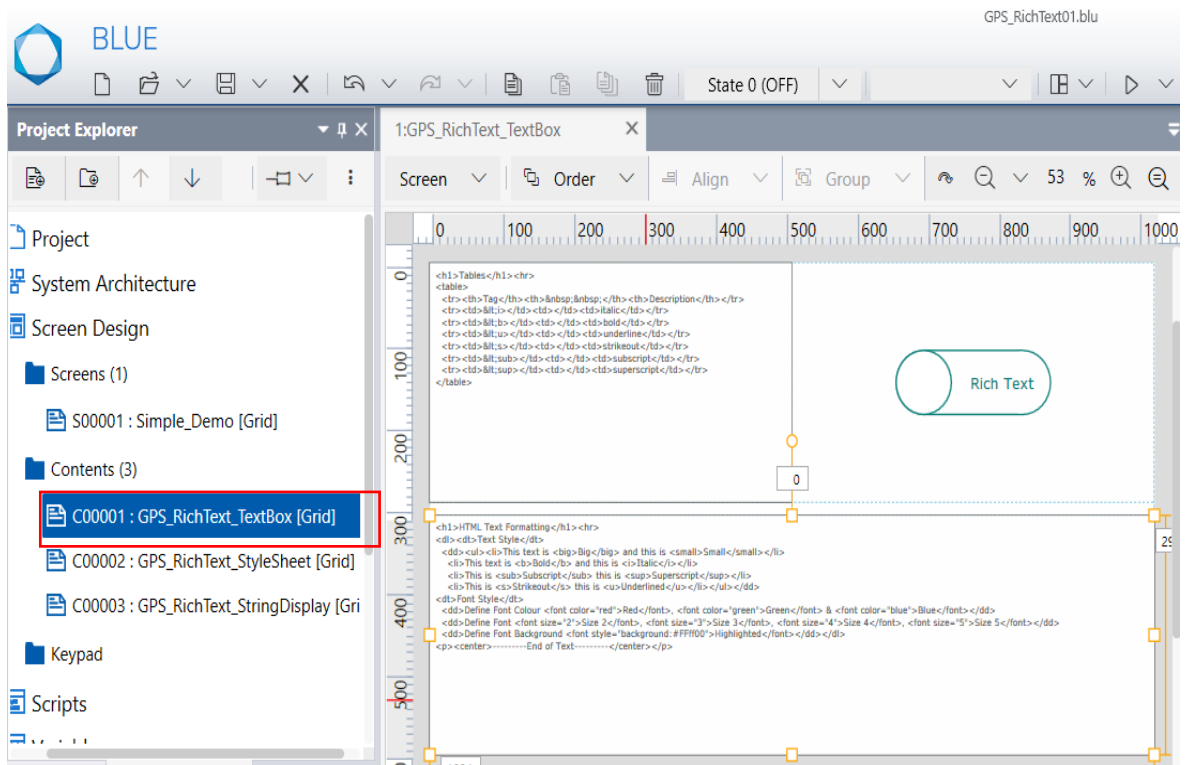 GPS_RichText01.blu
BLUE
State 0 (OFF)
Project Explorer
1:GPS_RichText_TextBox
Screen Order Align Group 53 %
0 100 200 300 400 500 600 700 800 900 1000
Project
System Architecture
Screen Design
Screens (1)
S00001 : Simple_Demo [Grid]
Contents (3)
C00001 : GPS_RichText_TextBox [Grid]
C00002 : GPS_RichText_StyleSheet [Grid]
C00003 : GPS_RichText_StringDisplay [Gri
Keypad
Scripts
0
100
200
300
400
500
<h1>Tables</h1><hr>
<table>
<tr><th>Tag</th><th>&nbsp;&nbsp;</th><th>Description</th></tr>
<tr><td>&lt;i></td><td></td><td>italic</td></tr>
<tr><td>&lt;b></td><td></td><td>bold</td></tr>
<tr><td>&lt;u></td><td></td><td>underline</td></tr>
<tr><td>&lt;s></td><td></td><td>strikeout</td></tr>
<tr><td>&lt;sub></td><td></td><td>subscript</td></tr>
<tr><td>&lt;sup></td><td></td><td>superscript</td></tr>
</table>
Rich Text
0
<h1>HTML Text Formatting</h1><hr>
<dl><dt>Text Style</dt>
<dd><ul><li>This text is <big>Big</big> and this is <small>Small</small></li>
<li>This text <b>Bold</b> and this is <i>Italic</i></li>
<li>This is <sub>Subscript</sub> this is <sup>Superscript</sup></li>
<li>This is <s>Strikeout</s> this is <u>Underlined</u></li></ul></dd>
<dt>Font Style</dt>
<dd>Define Font Colour <font color="red">Red</font>, <font color="green">Green</font> & <font color="blue">Blue</font></dd>
<dd>Define Font <font size="2">Size 2</font>, <font size="3">Size 3</font>, <font size="4">Size 4</font>, <font size="5">Size 5</font></dd>
<dd>Define Font Background <font style="background:#FFff00">Highlighted</font></dd></dl>
<p><center>----------End of Text---------</center></p>
29